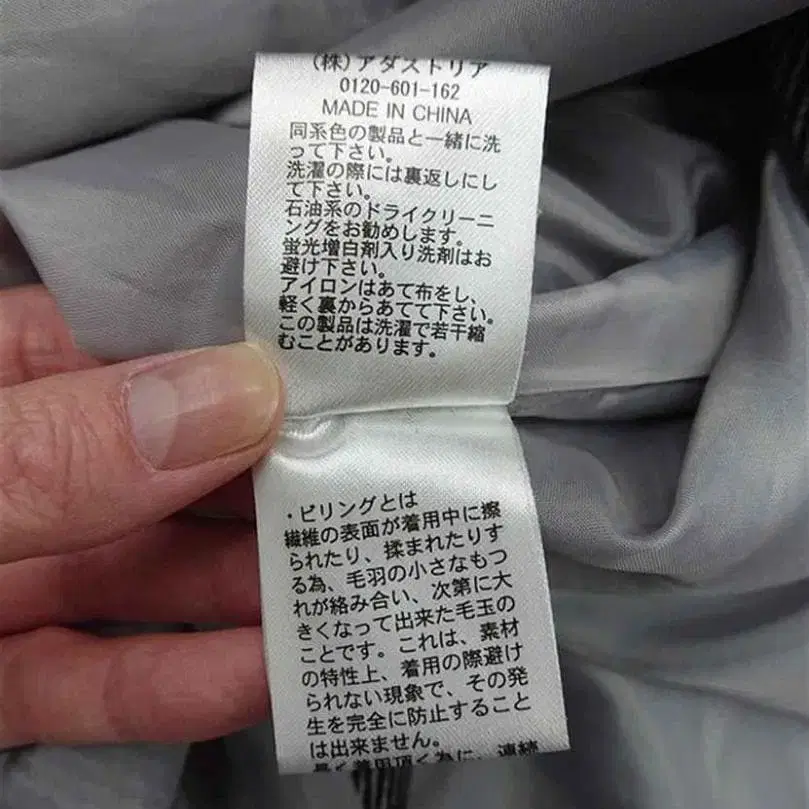 (株)アダストリア
0120-601-162
MADE IN CHINA
同系色の製品と一緒に洗
って下さい。
洗濯の際には裏返しにし
て下さい。
石油系のドライクリーニ
ングをお勧めします。
蛍光増白剤入り洗剤はお
避け下さい。
アイロンはあて布をし、
軽く裏からあてて下さい。
この製品は洗濯で若干縮
むことがあります。
・ピリングとは
繊維の表面が着用中に擦
られたり、揉まれたりす
る為、毛羽の小さなもつ
れが絡み合い、次第に大
きくなって出来た毛玉の
ことです。これは、素材
の特性上、着用の際避け
られない現象で、その発
生を完全に防止すること
は出来ません。
長く着用頂く為に、連続